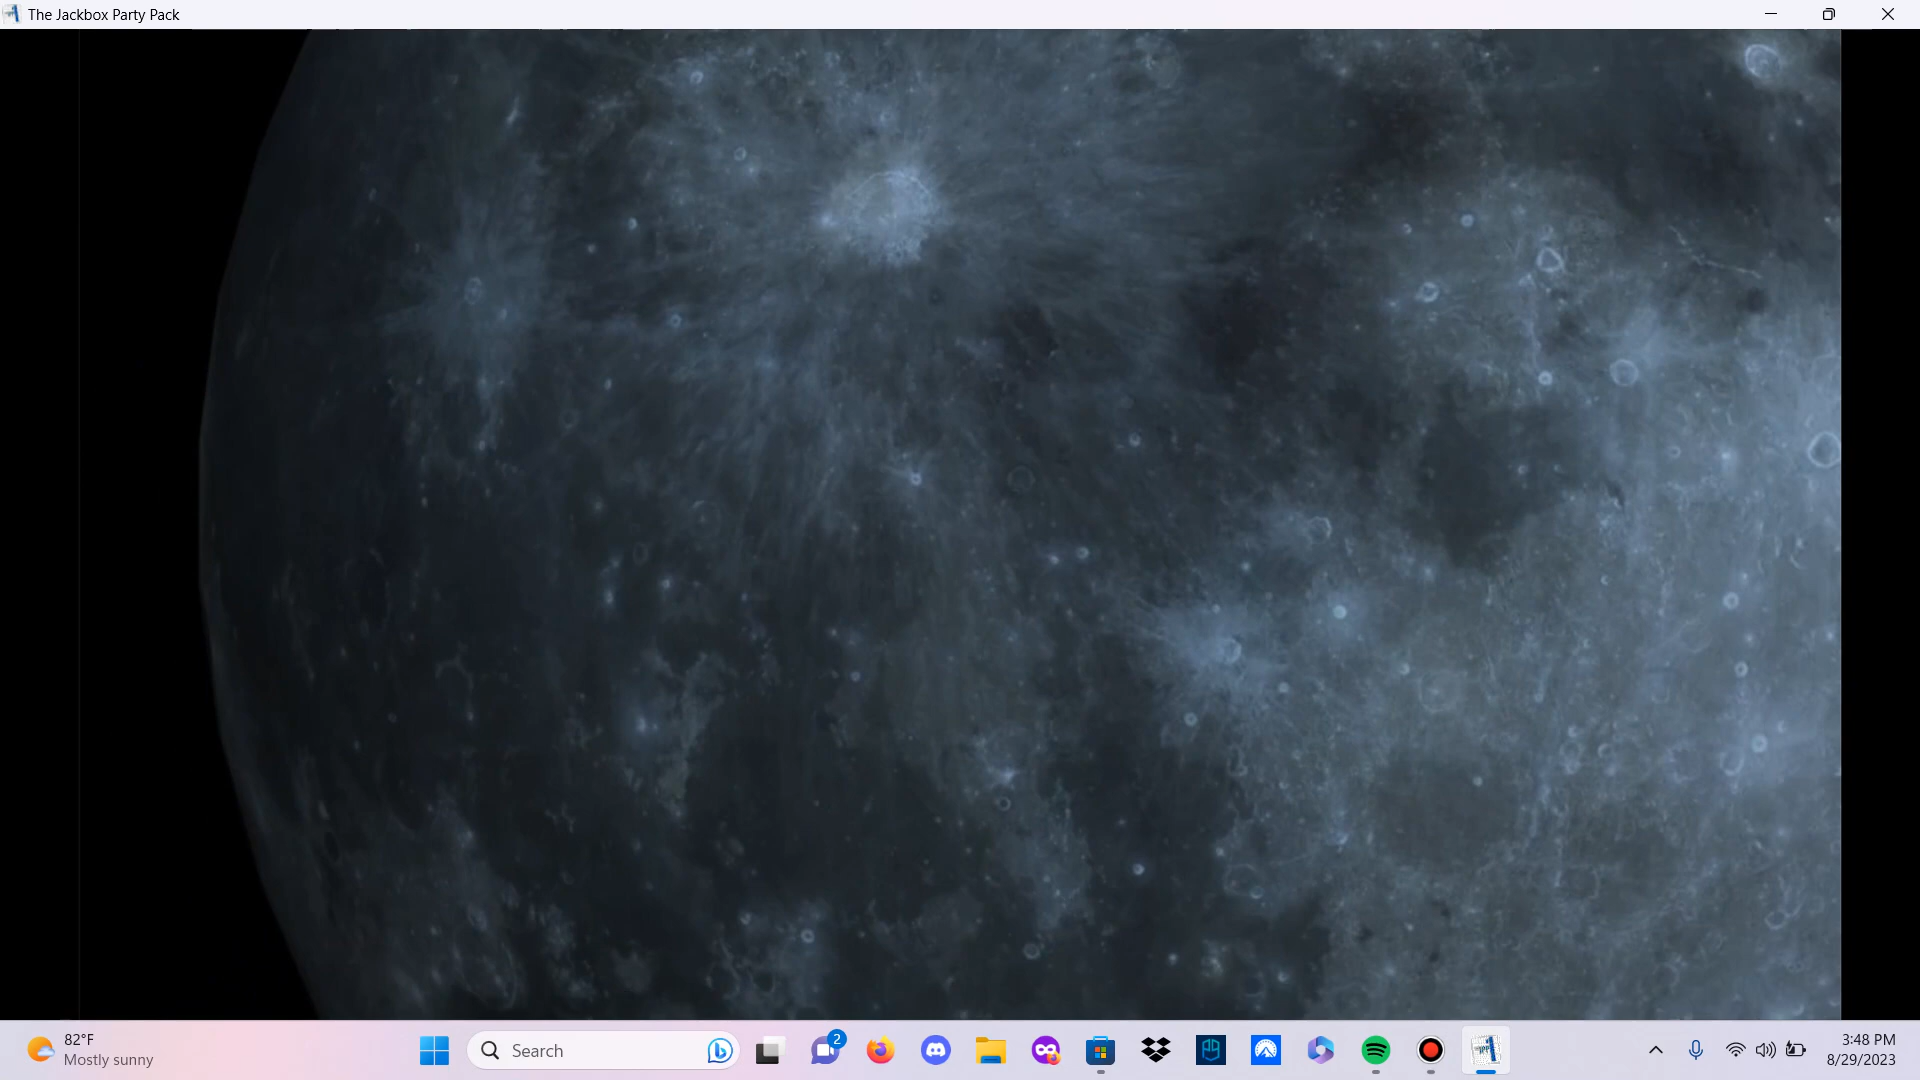 The Jackbox Party Pack
82°F
Mostly sunny
Search
2
3:48 PM
8/29/2023